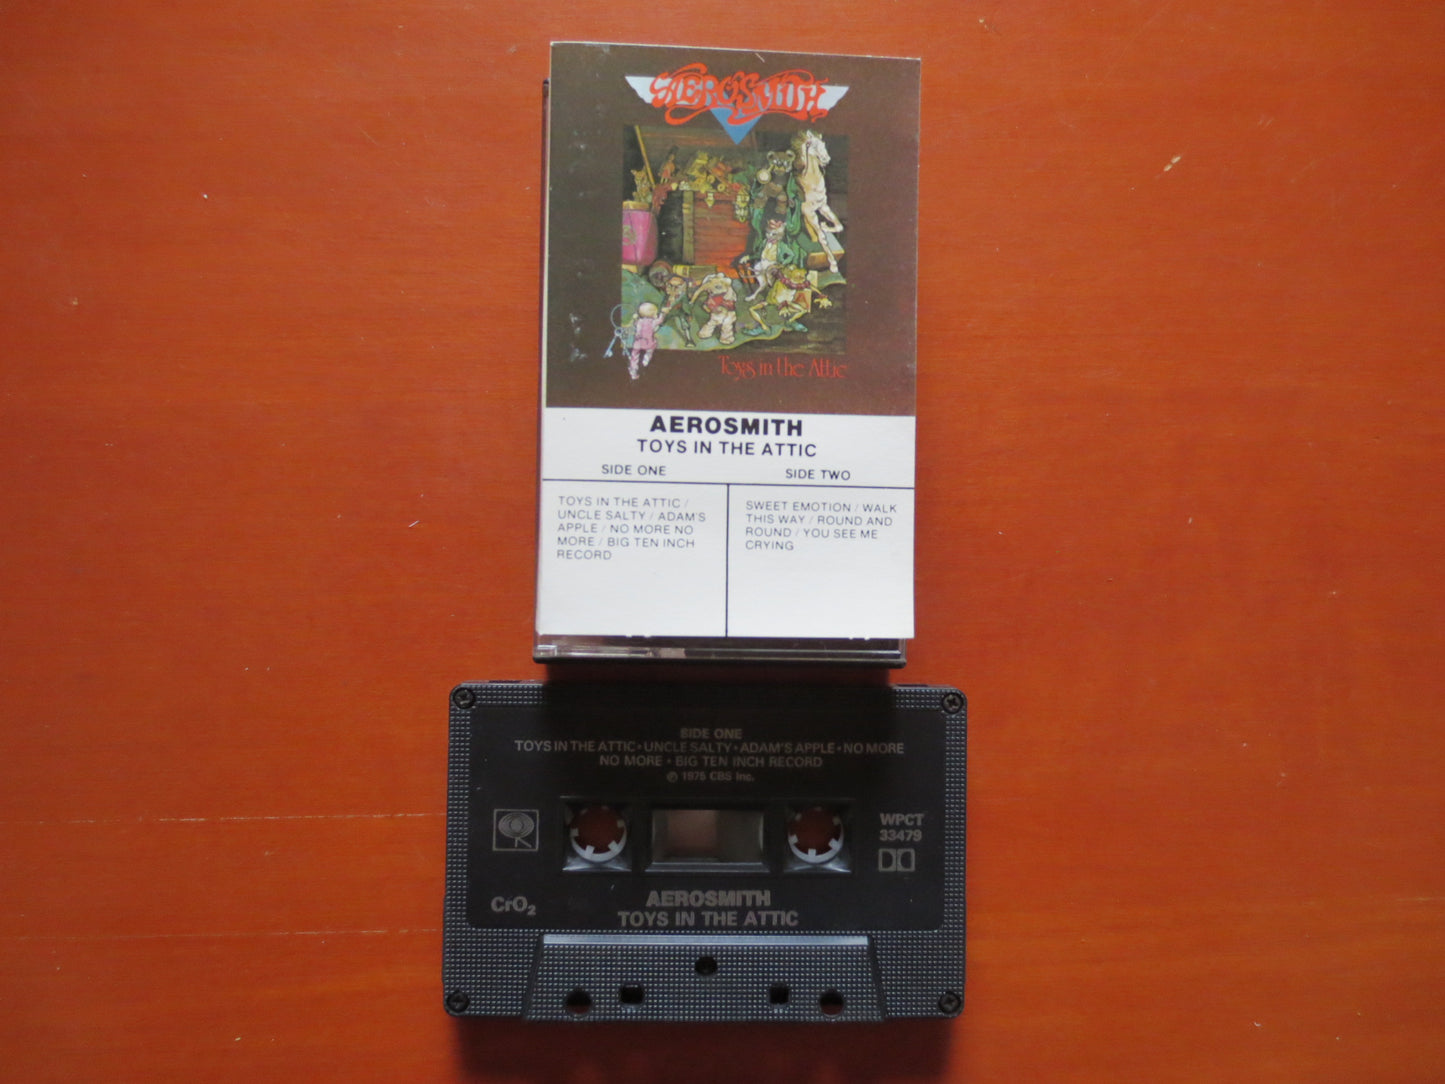 AEROSMITH
Toys in the Attic
AEROSMITH
TOYS IN THE ATTIC
SIDE ONE
SIDE TWO
TOYS IN THE ATTIC /
UNCLE SALTY / ADAM'S
APPLE / NO MORE NO
MORE / BIG TEN INCH
RECORD
SWEET EMOTION / WALK
THIS WAY / ROUND AND
ROUND / YOU SEE ME
CRYING
SIDE ONE
TOYS IN THE ATTIC • UNCLE SALTY • ADAM'S APPLE • NO MORE
NO MORE • BIG TEN INCH RECORD
℗ 1975 CBS Inc.
WPCT
33479
CrO₂
AEROSMITH
TOYS IN THE ATTIC